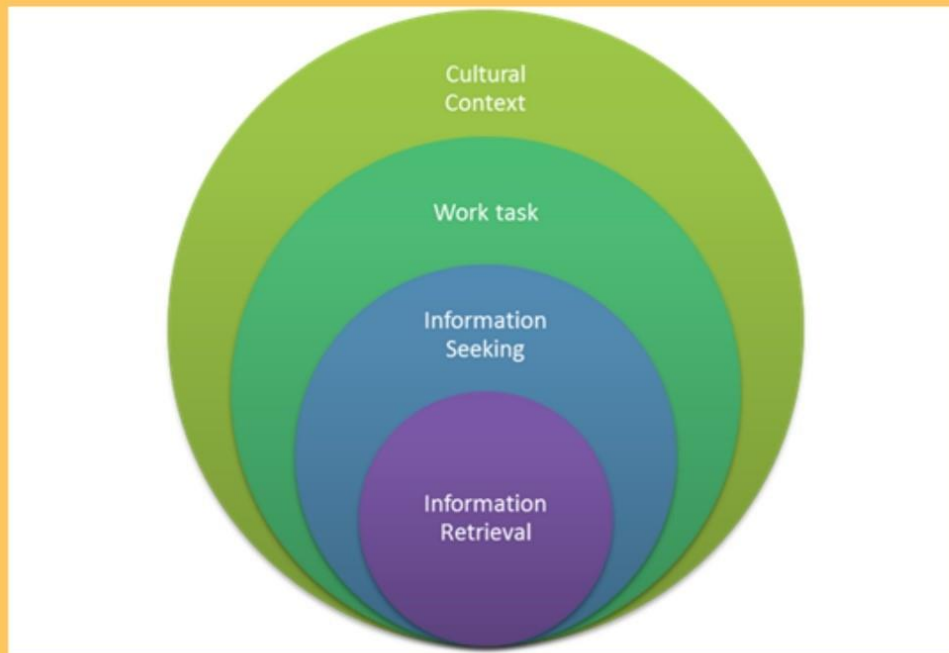 Cultural
Context
Work task
Information
Seeking
Information
Retrieval